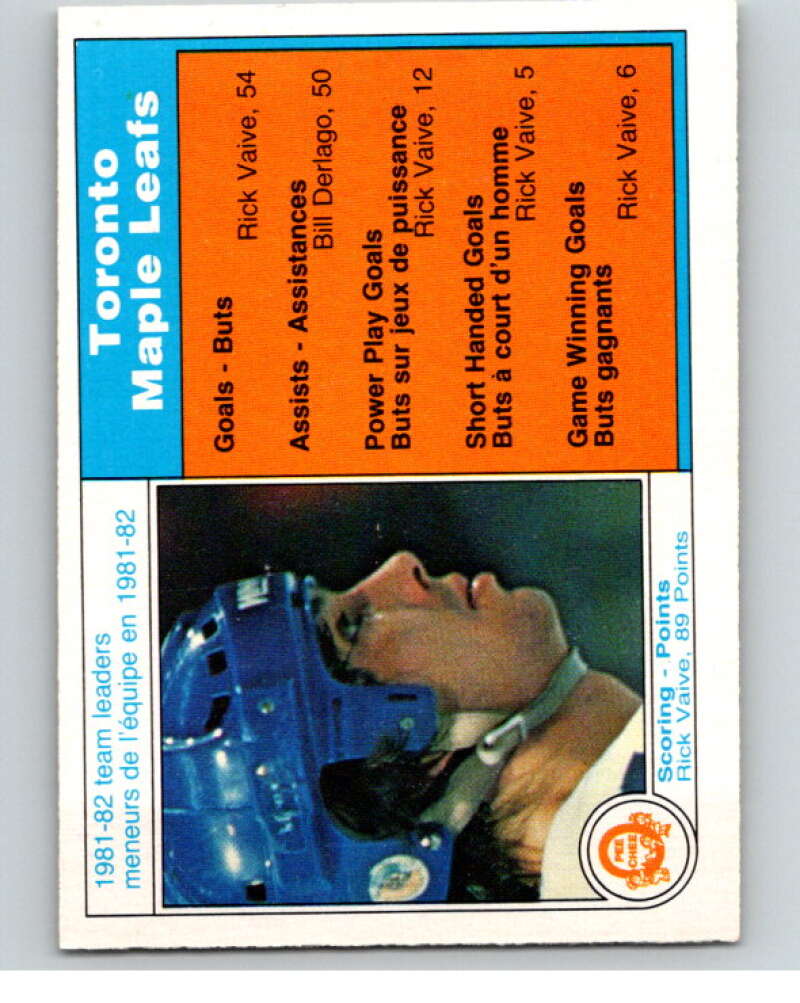 1981-82 team leaders
meneurs de l'équipe en 1981-82
Scoring - Points
Rick Vaive, 89 Points
O
PEE
CHEE
Toronto
Maple Leafs
Goals - Buts
Rick Vaive, 54
Assists - Assistances
Bill Derlago, 50
Power Play Goals
Buts sur jeux de puissance
Rick Vaive, 12
Short Handed Goals
Buts à court d'un homme
Rick Vaive, 5
Game Winning Goals
Buts gagnants
Rick Vaive, 6